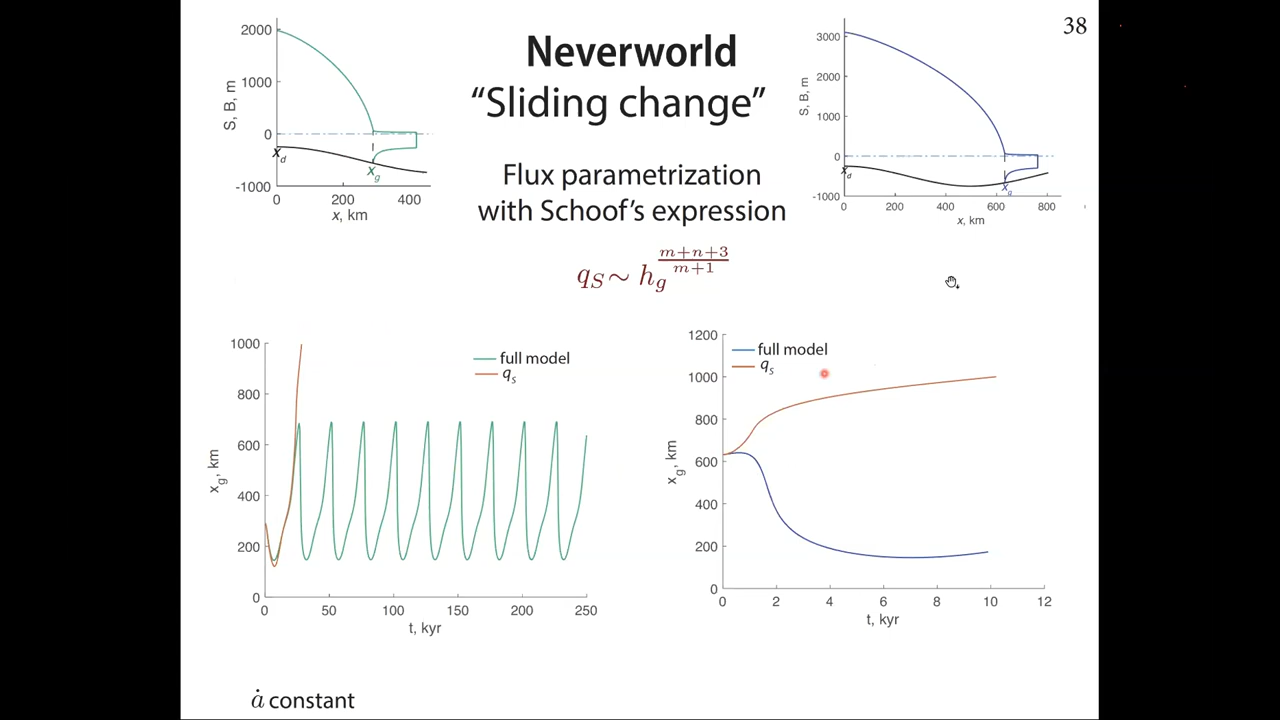 38
Neverworld
“Sliding change”
Flux parametrization
with Schoof’s expression
q_S ~ h_g^{\frac{m+n+3}{m+1}}
S, B, m
2000
1000
0
-1000
x_d
x_g
0 200 400
x, km
S, B, m
3000
2000
1000
0
-1000
x_d
x_g
0 200 400 600 800
x, km
x_g, km
1000
800
600
400
200
0
full model
q_s
0 50 100 150 200 250
t, kyr
x_g, km
1200
1000
800
600
400
200
0
full model
q_s
0 2 4 6 8 10 12
t, kyr
ȧ constant